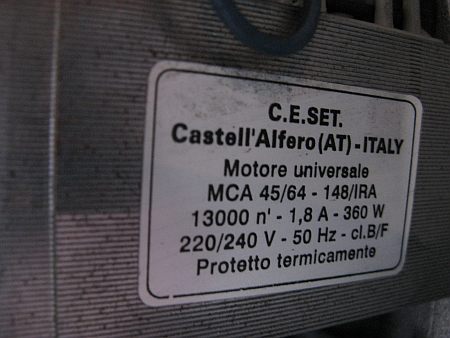 C.E.SET.
Castell'Alfero (AT) - ITALY
Motore universale
MCA 45/64 - 148/IRA
13000 n' - 1,8 A - 360 W
220/240 V - 50 Hz - cl.B/F
Protetto termicamente